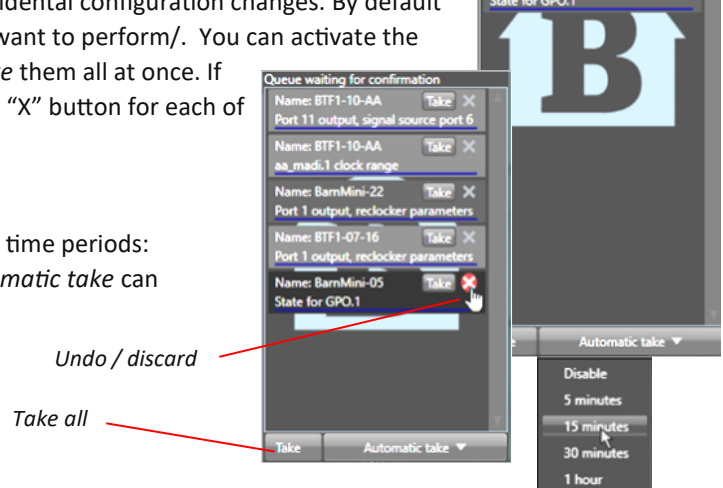 idental configuration changes. By default
want to perform/. You can activate the
e them all at once. If
"X" button for each of
time periods:
matic take can
Undo / discard
Take all
Queue waiting for confirmation
Name: BTF1-10-AA Take
Port 11 output, signal source port 6
Name: BTF1-10-AA Take
aa_madi.1 clock range
Name: BarnMini-22 Take
Port 1 output, reclocker parameters
Name: BTF1-07-16 Take
Port 1 output, reclocker parameters
Name: BarnMini-05 Take
State for GPO.1
Take Automatic take
State for GPO.1
B
Automatic take
Disable
5 minutes
15 minutes
30 minutes
1 hour